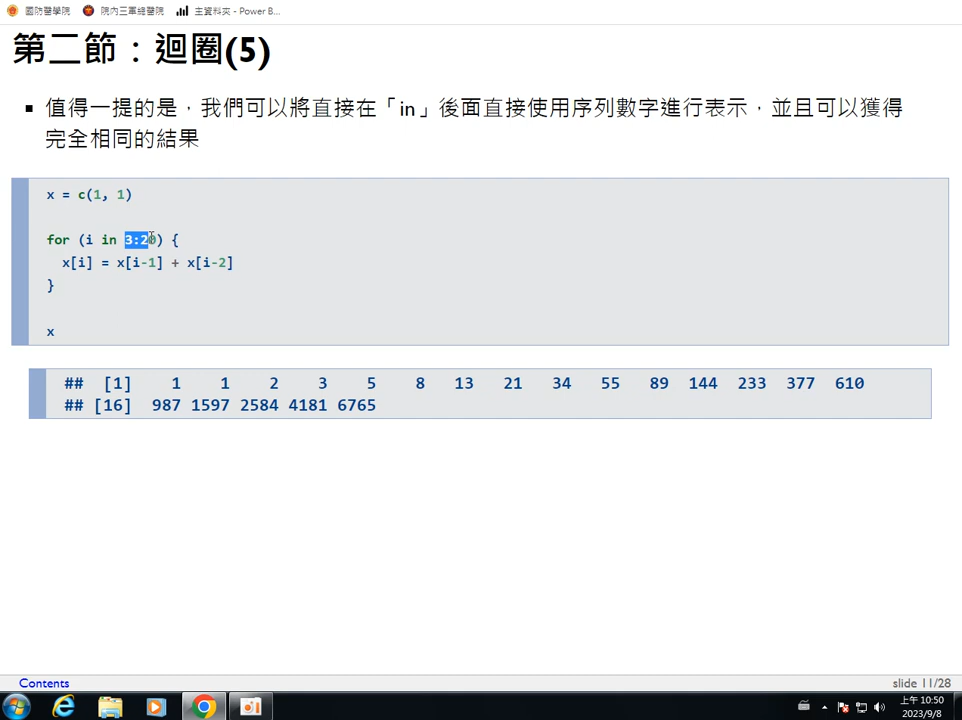 國防醫學院 院內三軍總醫院 主資料夾 - Power B...
第二節：迴圈(5)
值得一提的是，我們可以將直接在「in」後面直接使用序列數字進行表示，並且可以獲得
完全相同的結果
x = c(1, 1)
for (i in 3:20) {
x[i] = x[i-1] + x[i-2]
}
x
## [1] 1 1 2 3 5 8 13 21 34 55 89 144 233 377 610
## [16] 987 1597 2584 4181 6765
Contents
slide 11/28
上午 10:50
2023/9/8